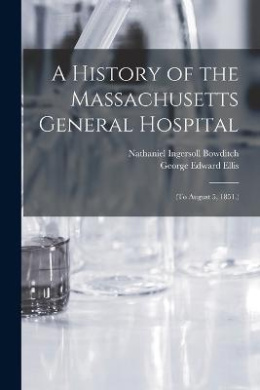 A History of the
Massachusetts
General Hospital
Nathaniel Ingersoll Bowditch
George Edward Ellis
[To August 5, 1851.]